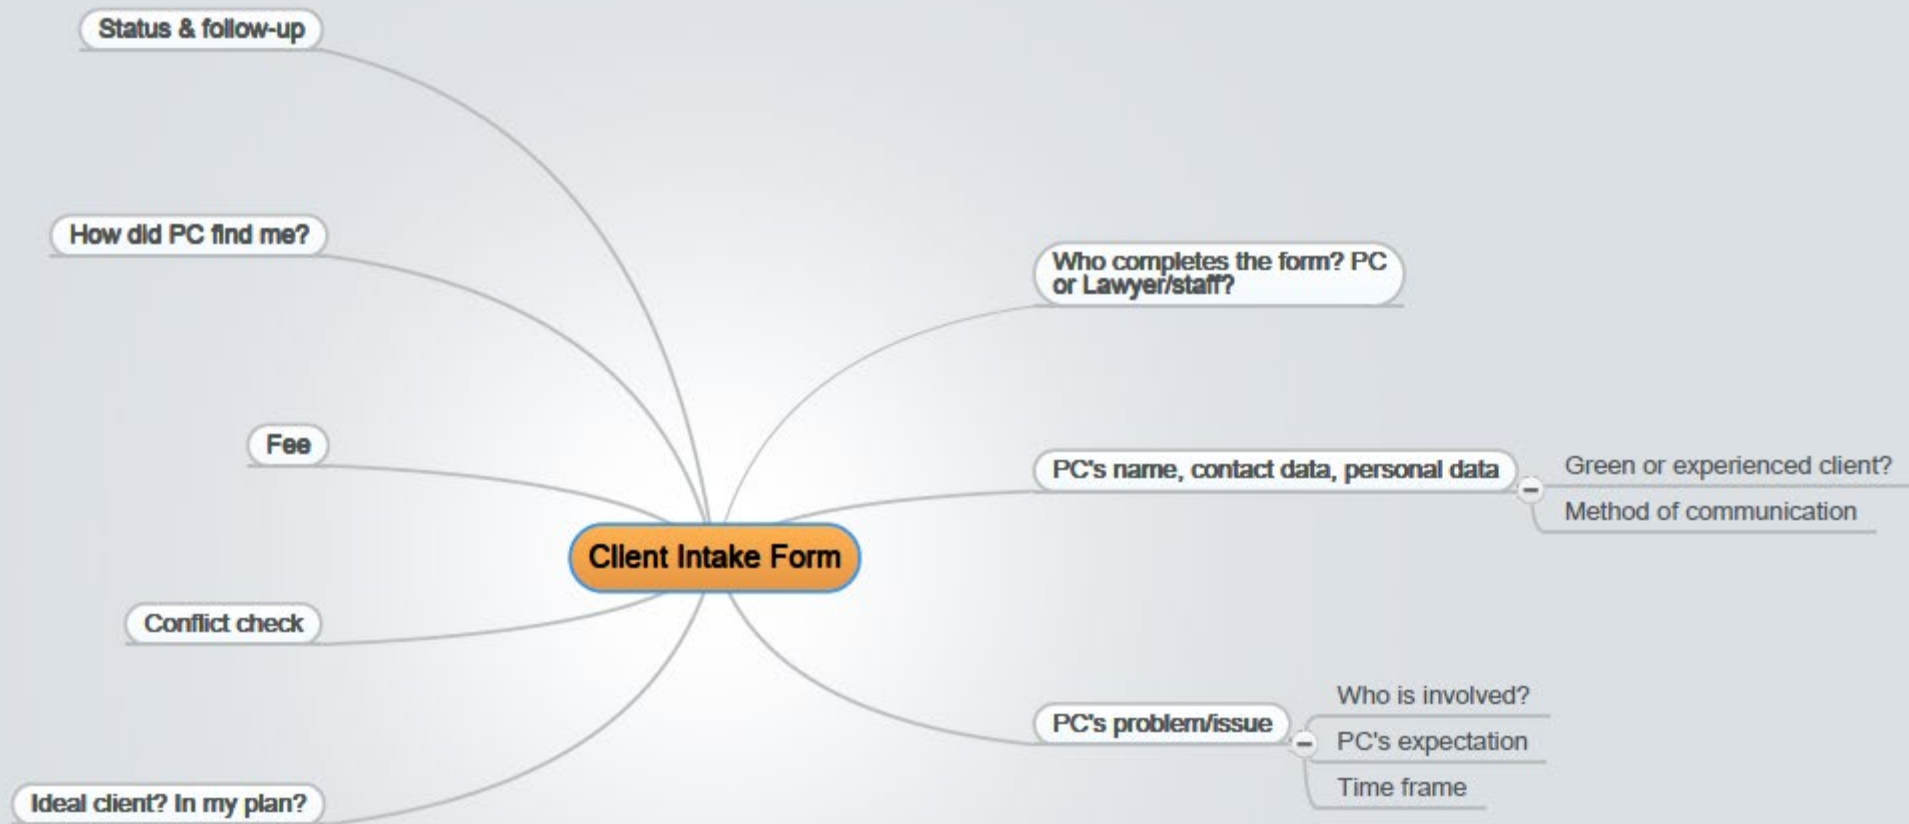 Status & follow-up
How did PC find me?
Fee
Conflict check
Ideal client? In my plan?
Client Intake Form
Who completes the form? PC
or Lawyer/staff?
PC's name, contact data, personal data
Green or experienced client?
Method of communication
PC's problem/issue
Who is involved?
PC's expectation
Time frame